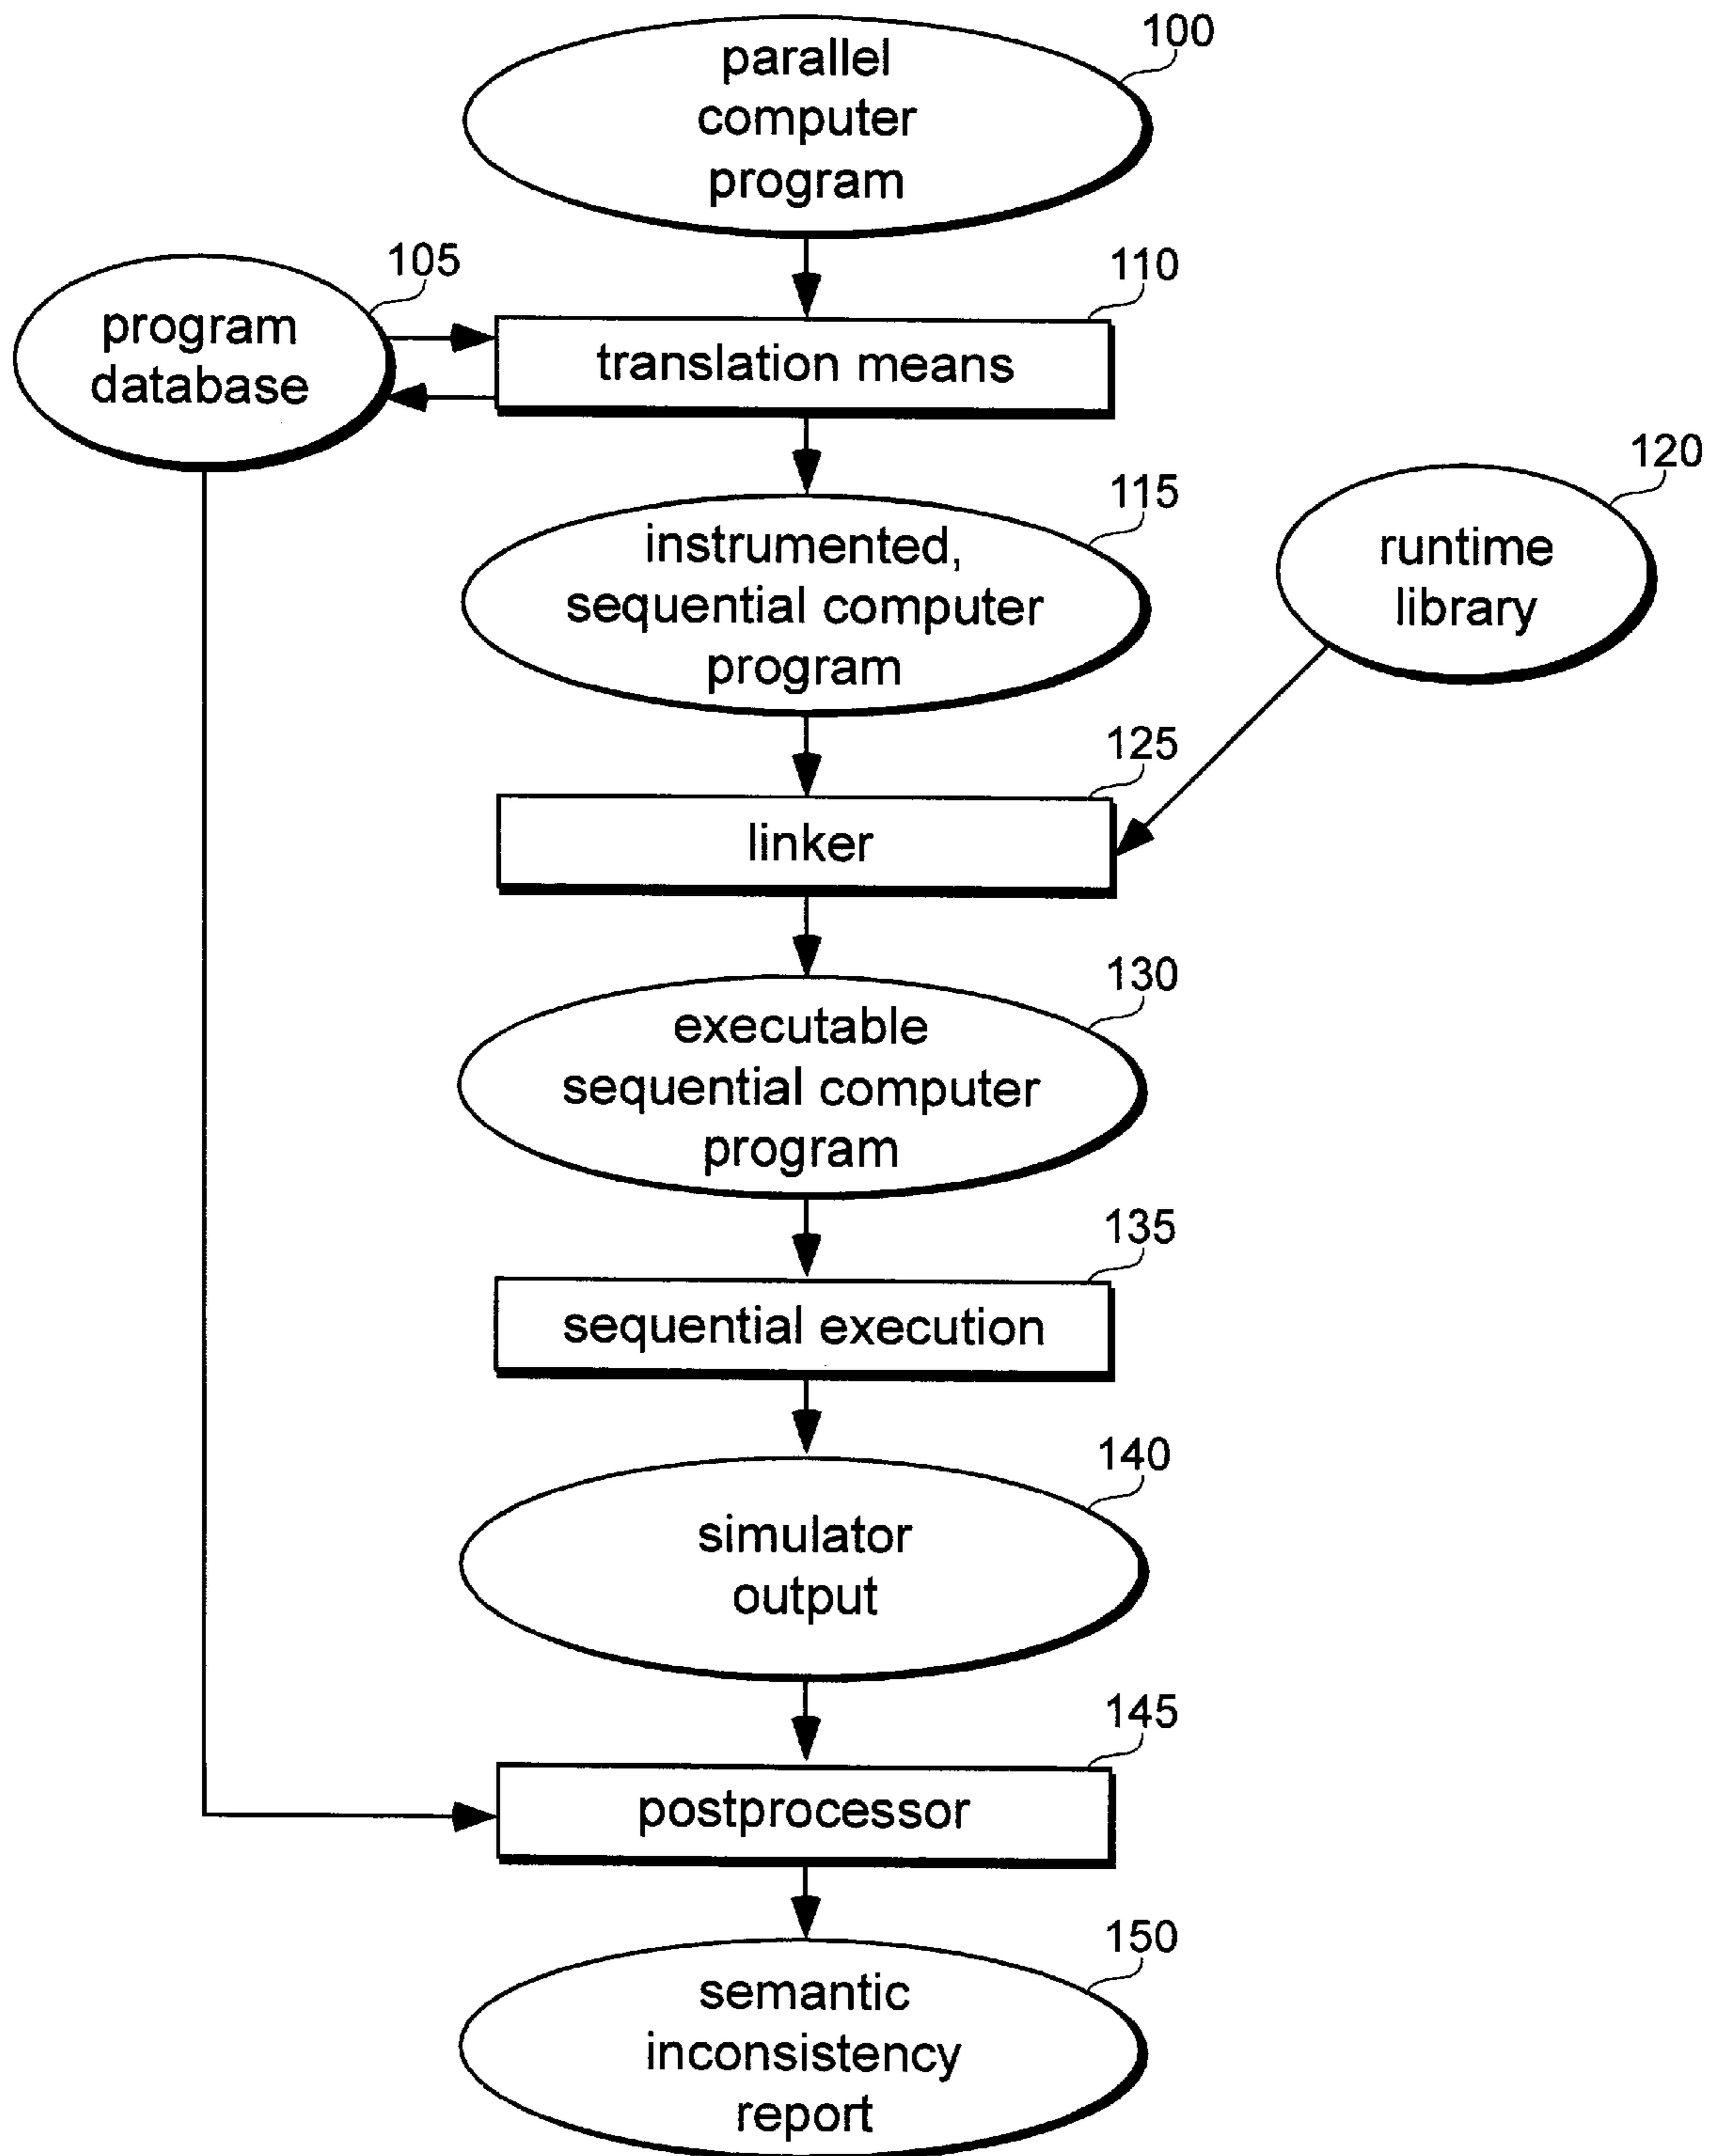 100
parallel
computer
program
105
110
program
database
translation means
115
120
instrumented,
sequential computer
program
runtime
library
125
linker
130
executable
sequential computer
program
135
sequential execution
140
simulator
output
145
postprocessor
150
semantic
inconsistency
report